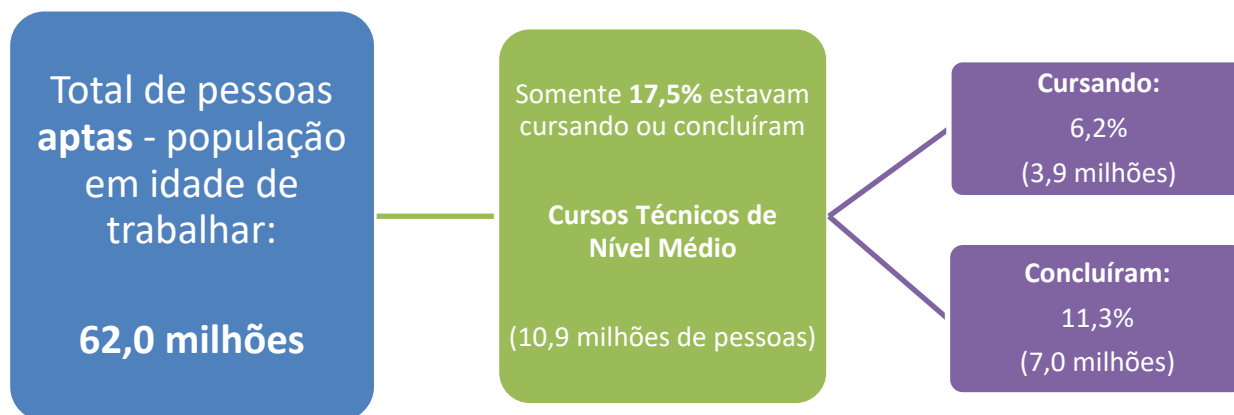 Total de pessoas
aptas - população
em idade de
trabalhar:
62,0 milhões
Somente 17,5% estavam
cursando ou concluíram
Cursos Técnicos de
Nível Médio
(10,9 milhões de pessoas)
Cursando:
6,2%
(3,9 milhões)
Concluíram:
11,3%
(7,0 milhões)